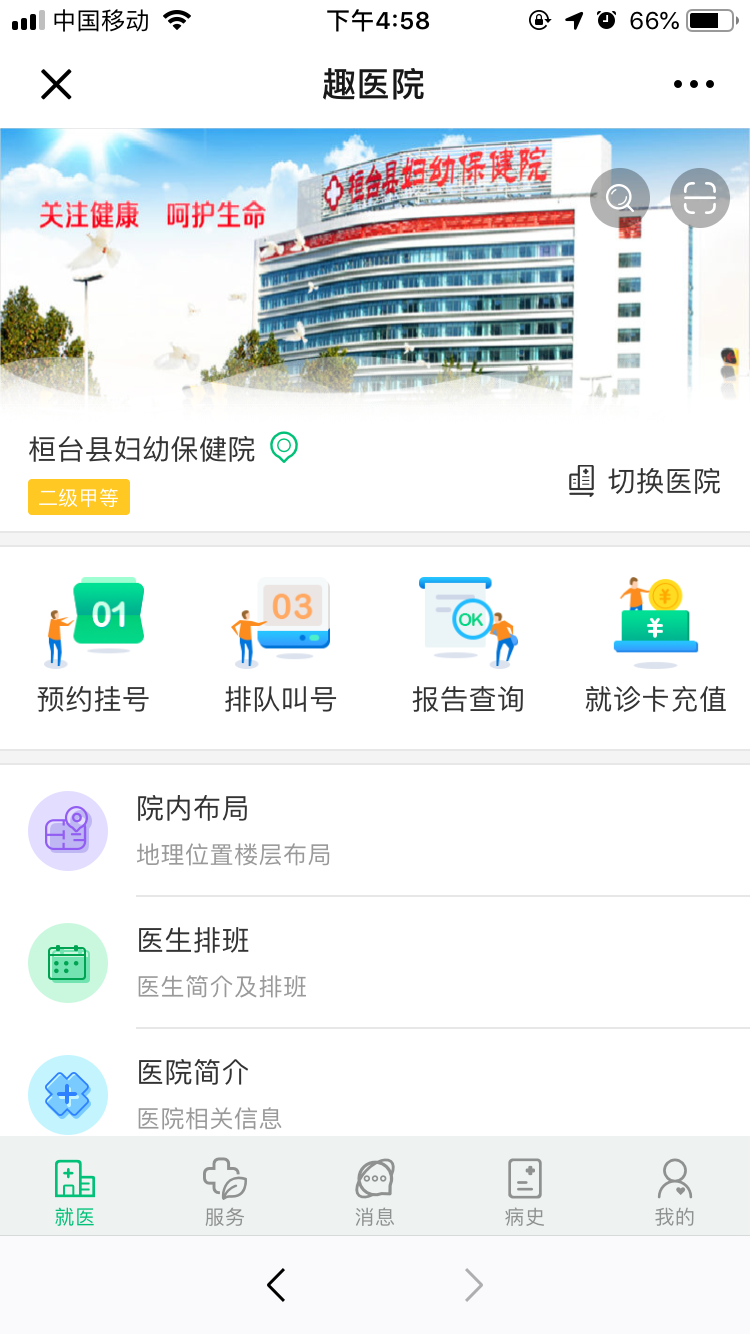 中国移动 下午4:58 66%
趣医院
桓台县妇幼保健院
关注健康 呵护生命
桓台县妇幼保健院
切换医院
二级甲等
01 03 OK ¥ ¥
预约挂号 排队叫号 报告查询 就诊卡充值
院内布局
地理位置楼层布局
医生排班
医生简介及排班
医院简介
医院相关信息
就医 服务 消息 病史 我的